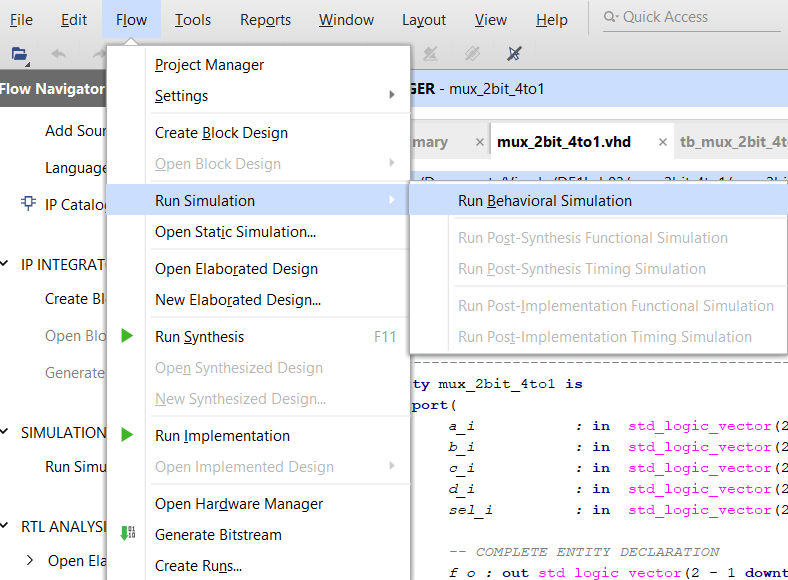 File Edit Flow Tools Reports Window Layout View Help Quick Access
Flow Navigator
GER - mux_2bit_4to1
Project Manager
Settings
Add Sour
Create Block Design
mary × mux_2bit_4to1.vhd × tb_mux_2bit_4t
Language
Open Block Design
IP Catalo
Run Simulation
Run Behavioral Simulation
Open Static Simulation...
Run Post-Synthesis Functional Simulation
IP INTEGRAT
Open Elaborated Design
Run Post-Synthesis Timing Simulation
Create Bl
New Elaborated Design...
Run Post-Implementation Functional Simulation
Open Blo
Run Synthesis F11
Run Post-Implementation Timing Simulation
Generate
Open Synthesized Design
New Synthesized Design...
ty mux_2bit_4to1 is
port(
SIMULATION
Run Implementation
a_i : in std_logic_vector(2
b_i : in std_logic_vector(2
Run Simu
Open Implemented Design
c_i : in std_logic_vector(2
d_i : in std_logic_vector(2
Open Hardware Manager
sel_i : in std_logic_vector(2
RTL ANALYSI
Generate Bitstream
-- COMPLETE ENTITY DECLARATION
Open Ela
Create Runs...
f_o : out std_logic_vector(2 - 1 downt